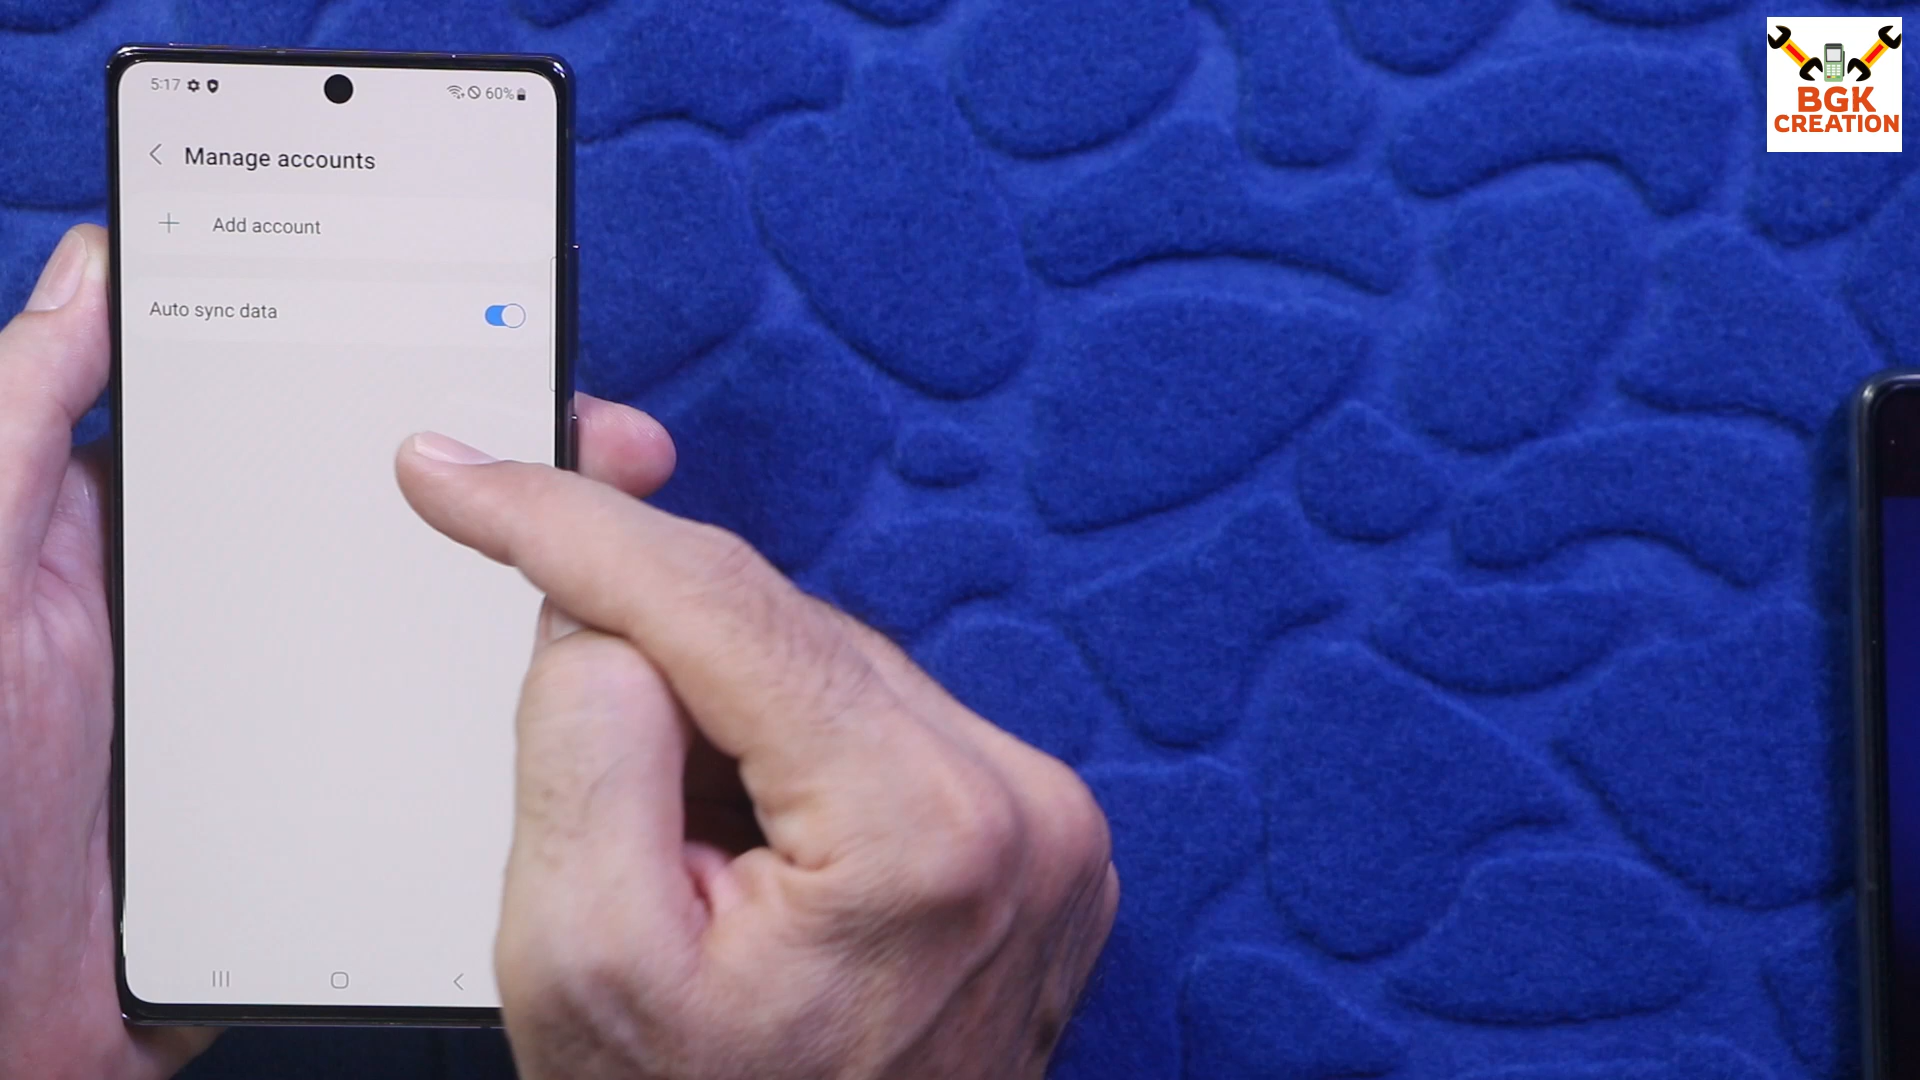 5:17
60%
Manage accounts
Add account
Auto sync data
BGK
CREATION